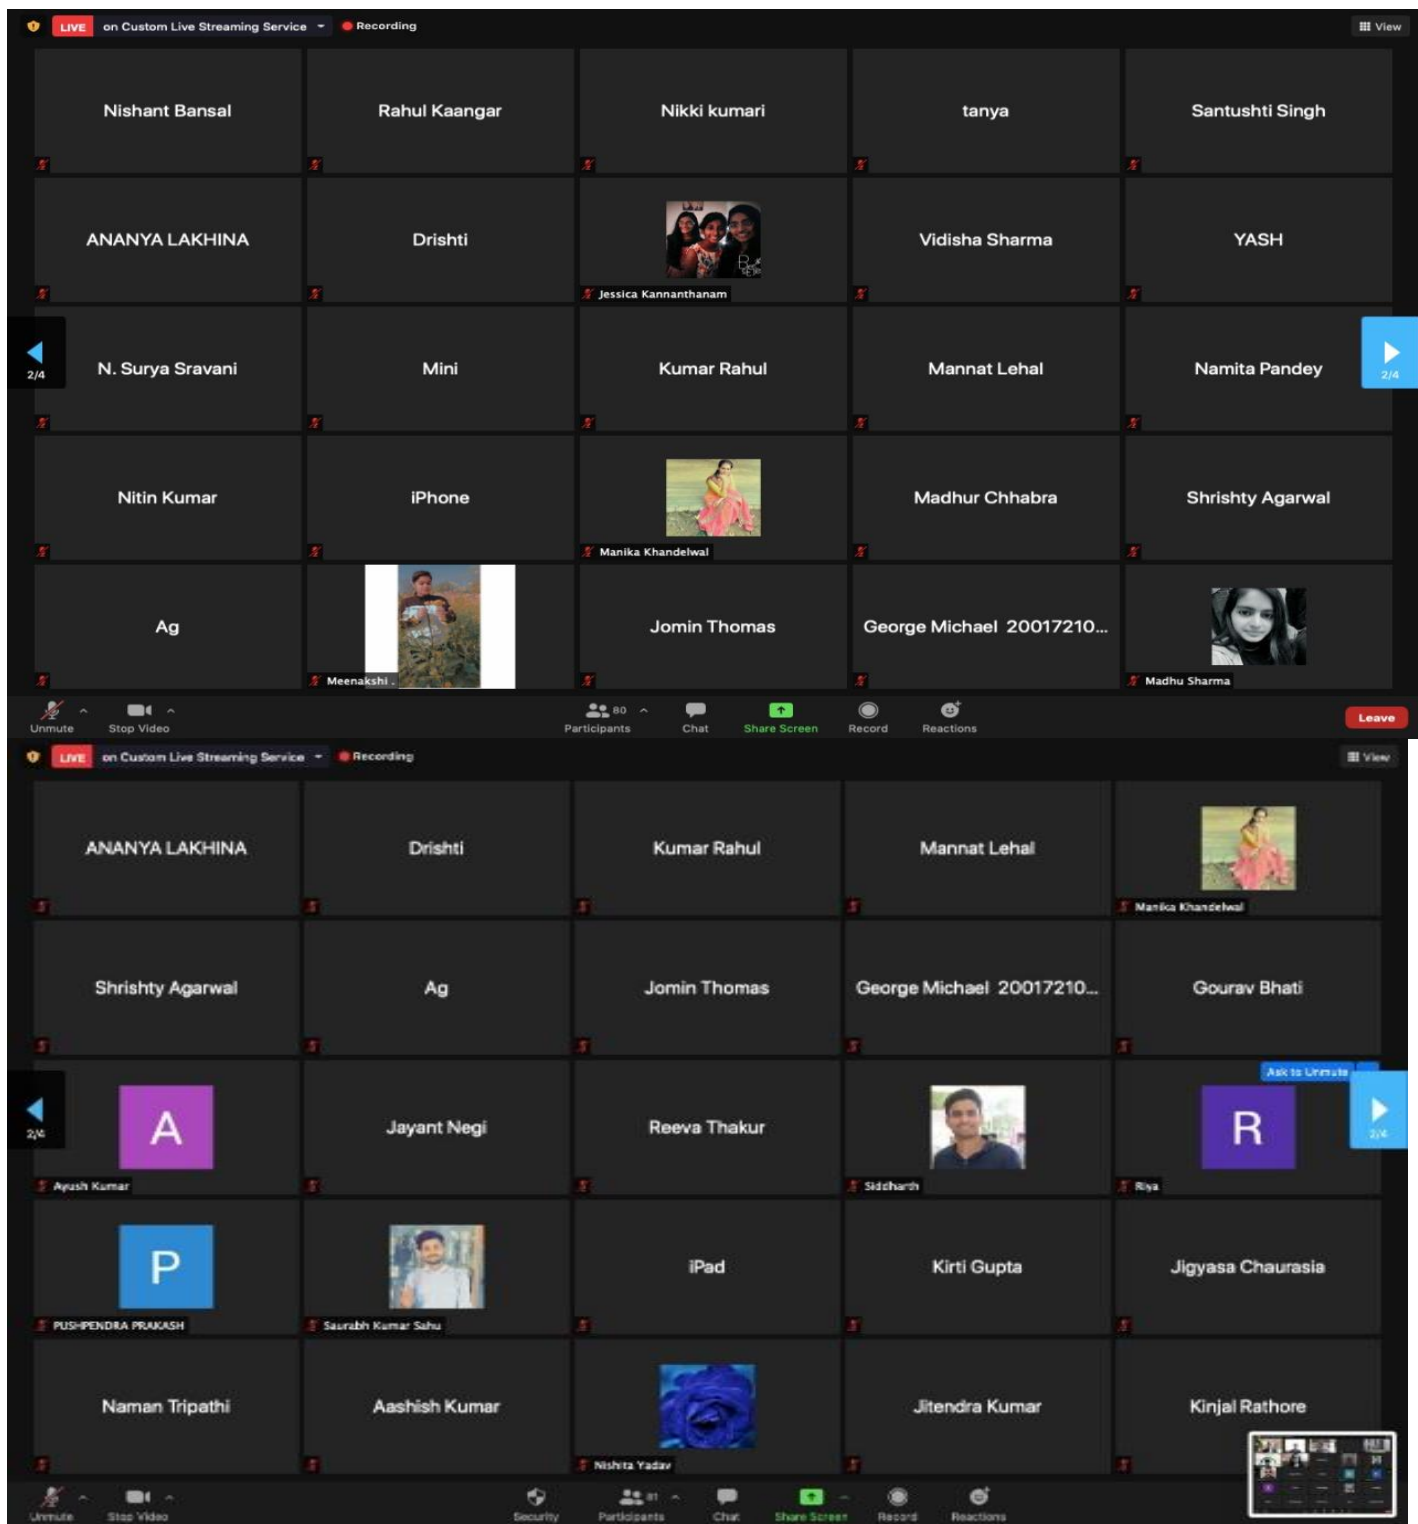 LIVE on Custom Live Streaming Service Recording View
Nishant Bansal Rahul Kaangar Nikki kumari tanya Santushti Singh
ANANYA LAKHINA Drishti Vidisha Sharma YASH
Jessica Kannanthanam
N. Surya Sravani Mini Kumar Rahul Mannat Lehal Namita Pandey
2/4 2/4
Nitin Kumar iPhone Madhur Chhabra Shrishty Agarwal
Manika Khandelwal
Ag Jomin Thomas George Michael 20017210...
Meenakshi . Madhu Sharma
80
Unmute Stop Video Participants Chat Share Screen Record Reactions Leave
LIVE on Custom Live Streaming Service Recording View
ANANYA LAKHINA Drishti Kumar Rahul Mannat Lehal
Manika Khandelwal
Shrishty Agarwal Ag Jomin Thomas George Michael 20017210... Gourav Bhati
Ask to Unmute
A Jayant Negi Reeva Thakur R
2/4 2/4
Ayush Kumar Siddharth Riya
P iPad Kirti Gupta Jigyasa Chaurasia
PUSHPENDRA PRAKASH Saurabh Kumar Sahu
Naman Tripathi Aashish Kumar Jitendra Kumar Kinjal Rathore
Nishita Yadav
81
Unmute Stop Video Security Participants Chat Share Screen Record Reactions